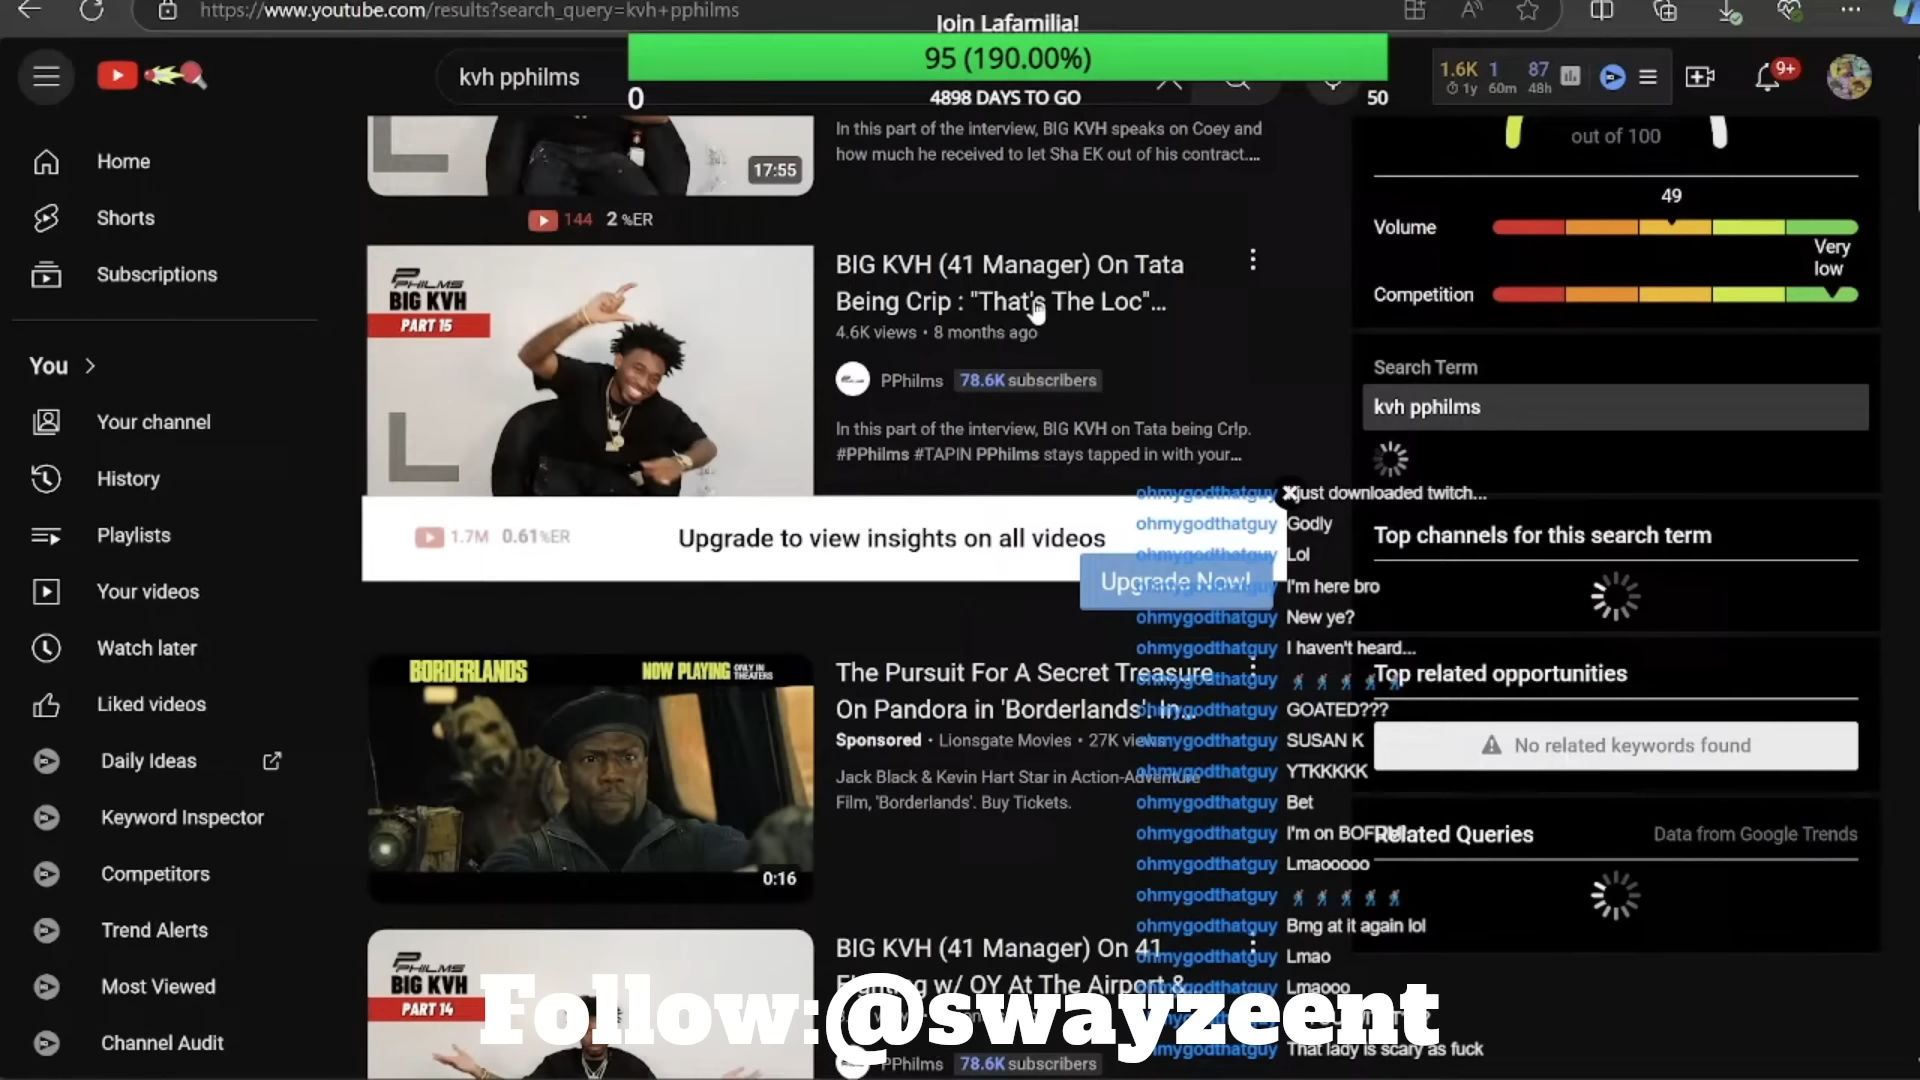 https://www.youtube.com/results?search_query=kvh+pphilms
Join Lafamilia!
95 (190.00%)
0
4898 DAYS TO GO
50
kvh pphilms
1.6K 1 87
1y 60m 48h
9+
Home
Shorts
Subscriptions
You
Your channel
History
Playlists
Your videos
Watch later
Liked videos
Daily Ideas
Keyword Inspector
Competitors
Trend Alerts
Most Viewed
Channel Audit
17:55
In this part of the interview, BIG KVH speaks on Coey and
how much he received to let Sha EK out of his contract....
144 2 %ER
PHILMS
BIG KVH
PART 15
BIG KVH (41 Manager) On Tata
Being Crip : "That's The Loc"...
4.6K views • 8 months ago
PPhilms 78.6K subscribers
In this part of the interview, BIG KVH on Tata being Cr!p.
#PPhilms #TAPIN PPhilms stays tapped in with your...
1.7M 0.61%ER
Upgrade to view insights on all videos
Upgrade Now!
BORDERLANDS
NOW PLAYING ONLY IN THEATERS
0:16
The Pursuit For A Secret Treasure
On Pandora in 'Borderlands'. In...
Sponsored • Lionsgate Movies • 27K views
Jack Black & Kevin Hart Star in Action-Adventure
Film, 'Borderlands'. Buy Tickets.
PHILMS
BIG KVH
PART 14
BIG KVH (41 Manager) On 41
Fighting w/ OY At The Airport &
PPhilms 78.6K subscribers
out of 100
49
Volume
Very
low
Competition
Search Term
kvh pphilms
Top channels for this search term
Top related opportunities
No related keywords found
Related Queries
Data from Google Trends
ohmygodthatguy just downloaded twitch...
ohmygodthatguy Godly
ohmygodthatguy Lol
ohmygodthatguy I'm here bro
ohmygodthatguy New ye?
ohmygodthatguy I haven't heard...
ohmygodthatguy
ohmygodthatguy GOATED???
ohmygodthatguy SUSAN K
ohmygodthatguy YTKKKKK
ohmygodthatguy Bet
ohmygodthatguy I'm on
ohmygodthatguy Lmaooooo
ohmygodthatguy
ohmygodthatguy Bmg at it again lol
ohmygodthatguy Lmao
ohmygodthatguy Lmaooo
ohmygodthatguy That lady is scary as fuck
Follow:@swayzeent